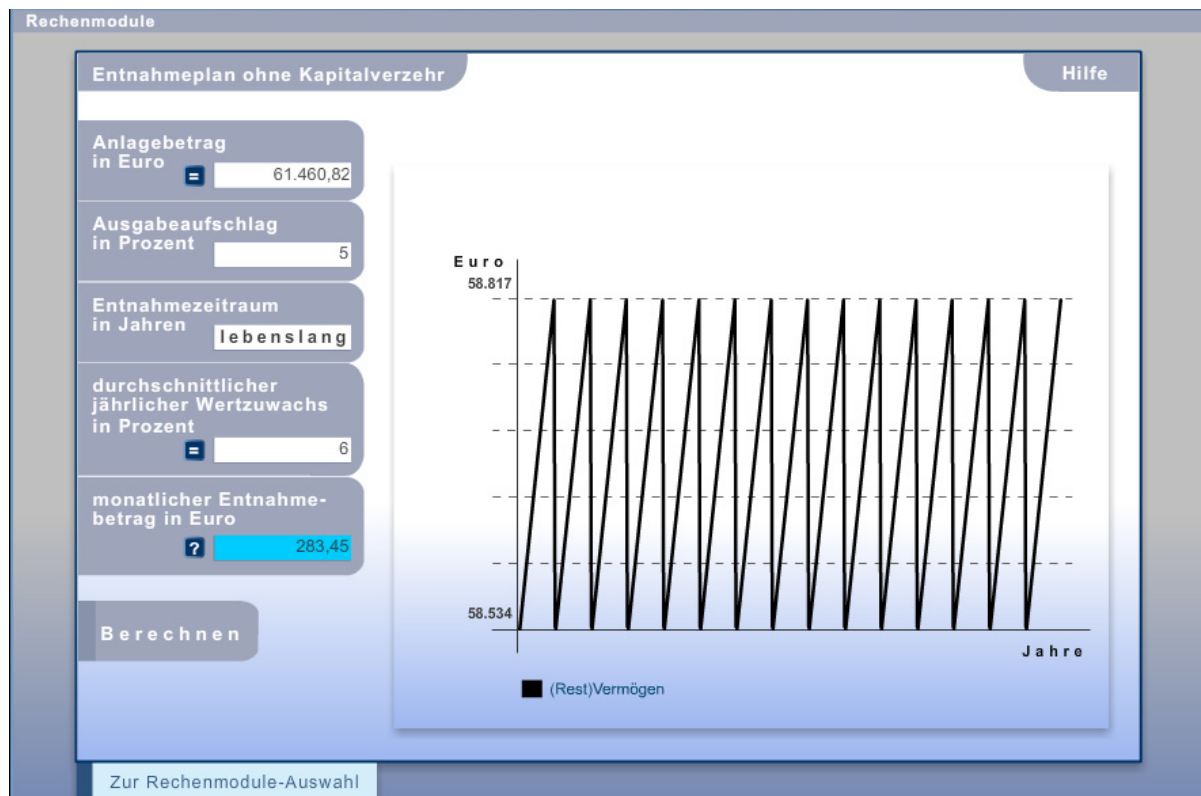 Rechenmodule
Entnahmeplan ohne Kapitalverzehr
Hilfe
Anlagebetrag
in Euro
= 61.460,82
Ausgabeaufschlag
in Prozent
5
Entnahmezeitraum
in Jahren
lebenslang
durchschnittlicher
jährlicher Wertzuwachs
in Prozent
= 6
monatlicher Entnahme-
betrag in Euro
? 283,45
Berechnen
Euro
58.817
58.534
Jahre
(Rest)Vermögen
Zur Rechenmodule-Auswahl